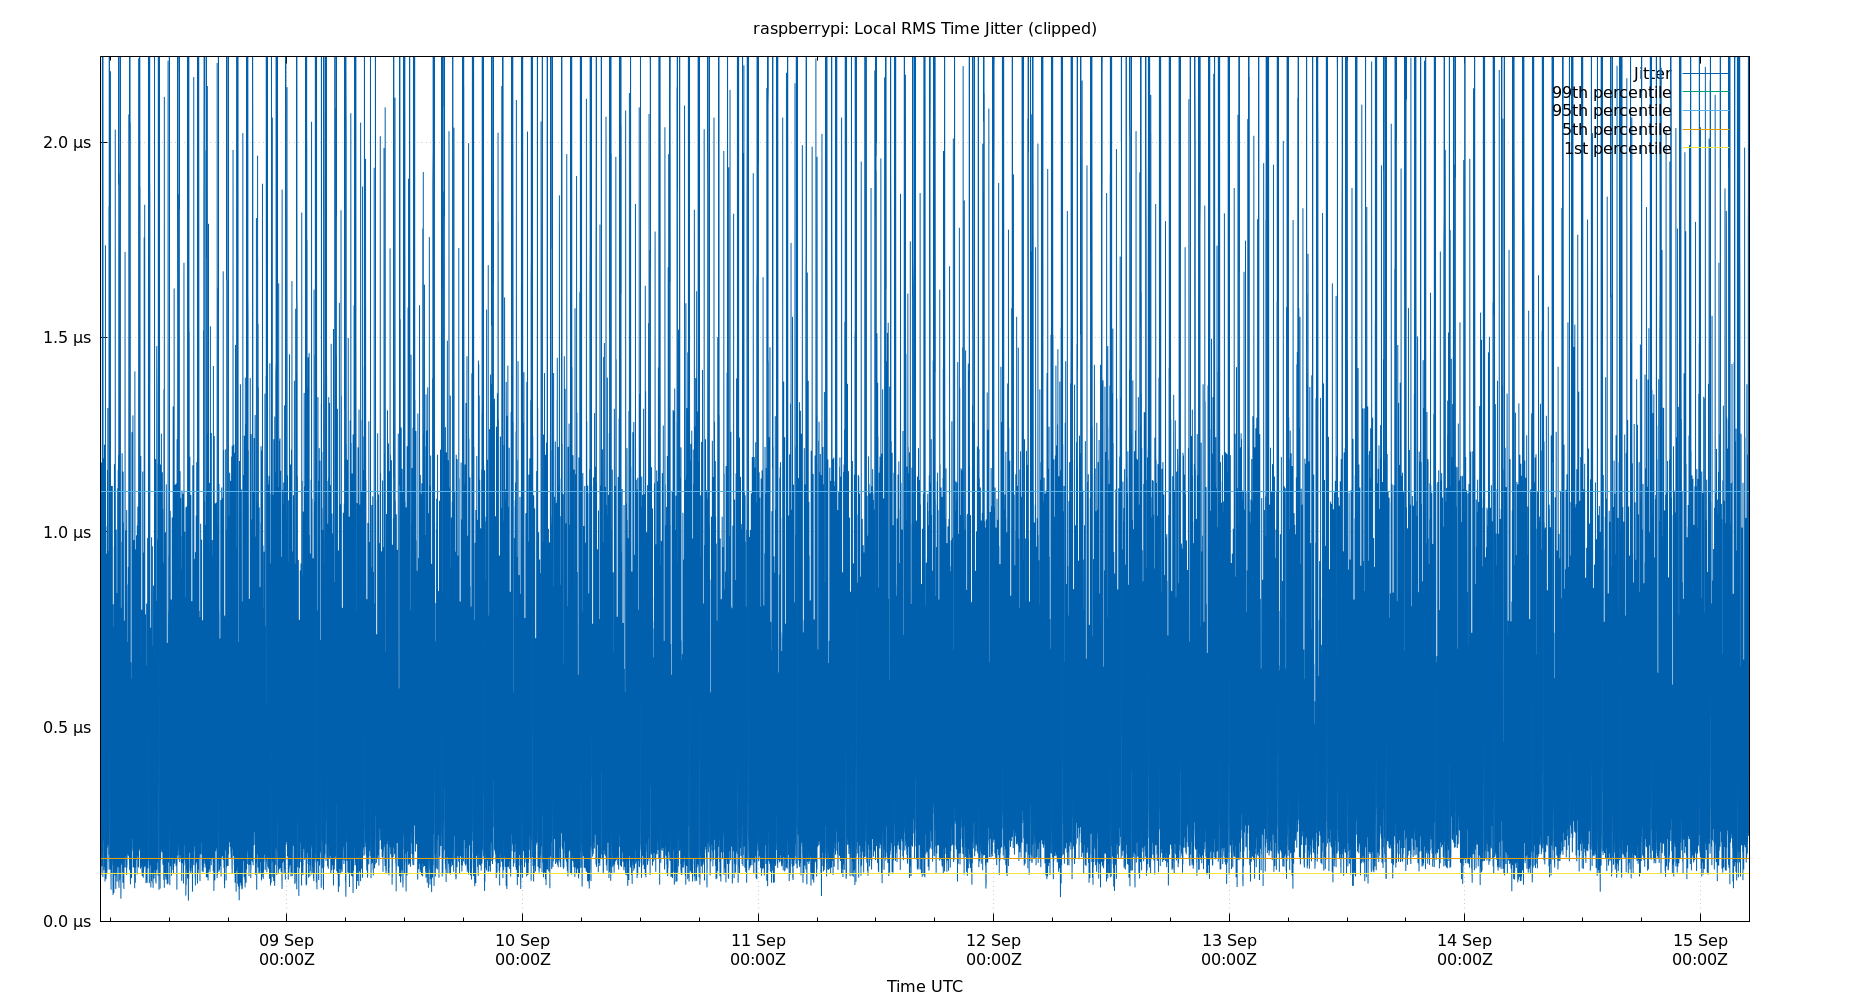 raspberrypi: Local RMS Time Jitter (clipped)
Jitter
99th percentile
95th percentile
5th percentile
1st percentile
2.0 µs
1.5 µs
1.0 µs
0.5 µs
0.0 µs
09 Sep
00:00Z
10 Sep
00:00Z
11 Sep
00:00Z
12 Sep
00:00Z
13 Sep
00:00Z
14 Sep
00:00Z
15 Sep
00:00Z
Time UTC